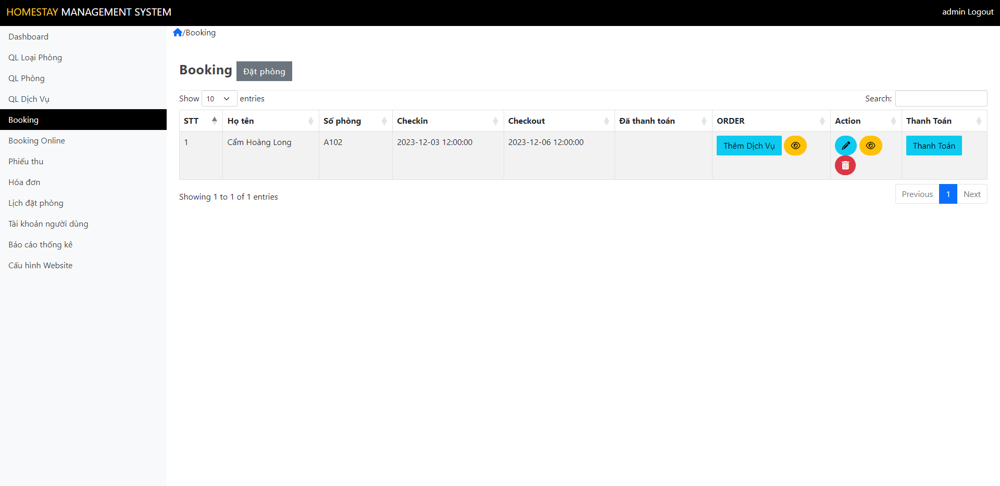 HOMESTAY MANAGEMENT SYSTEM
admin Logout
Dashboard
QL Loại Phòng
QL Phòng
QL Dịch Vụ
Booking
Booking Online
Phiếu thu
Hóa đơn
Lịch đặt phòng
Tài khoản người dùng
Báo cáo thống kê
Cấu hình Website
/Booking
Booking Đặt phòng
Show 10 entries
Search:
STT Họ tên Số phòng Checkin Checkout Đã thanh toán ORDER Action Thanh Toán
1 Cẩm Hoàng Long A102 2023-12-03 12:00:00 2023-12-06 12:00:00 Thêm Dịch Vụ Thanh Toán
Showing 1 to 1 of 1 entries
Previous 1 Next